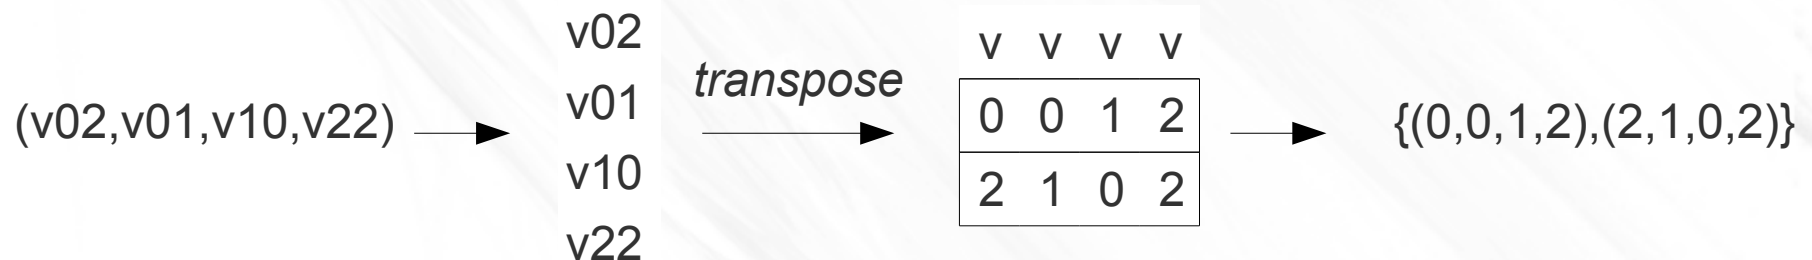 (v02,v01,v10,v22)
v02
v01
v10
v22
transpose
v v v v
0 0 1 2
2 1 0 2
{(0,0,1,2),(2,1,0,2)}